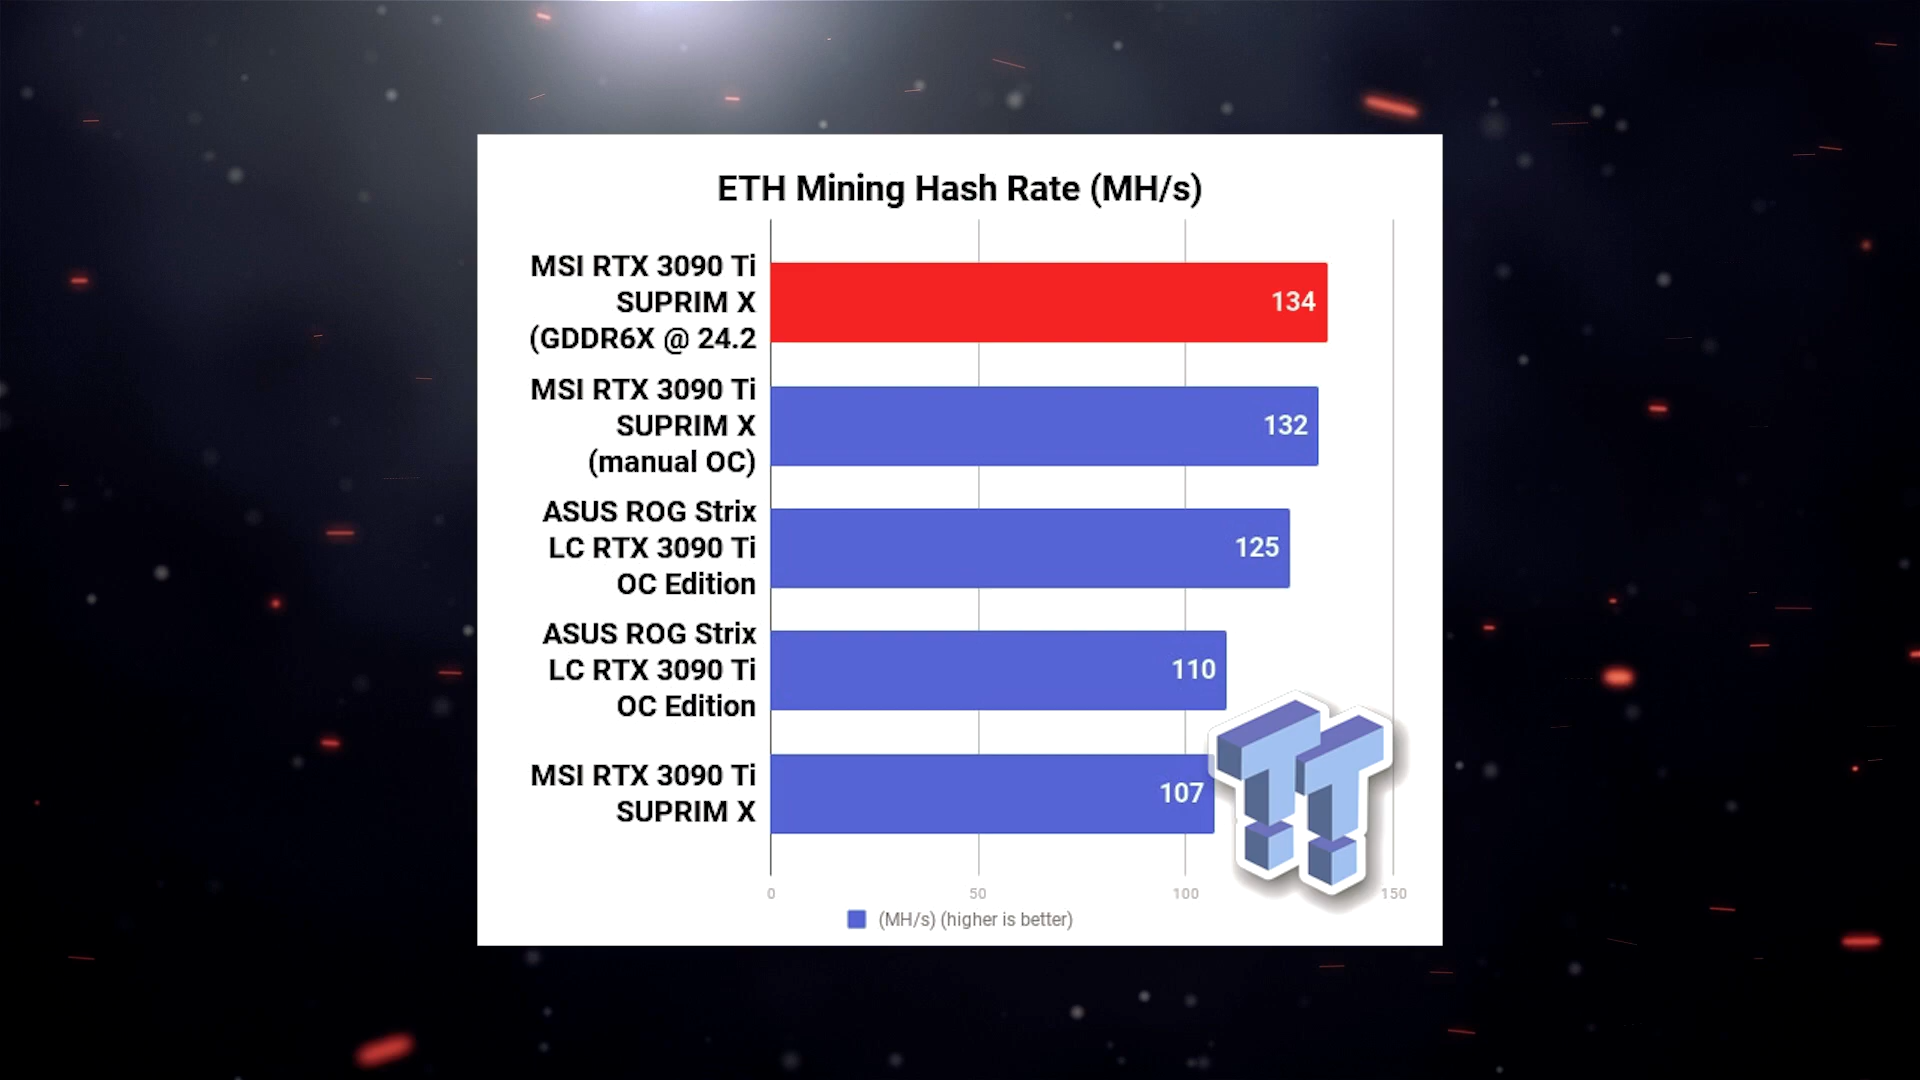 ETH Mining Hash Rate (MH/s)
MSI RTX 3090 Ti
SUPRIM X
(GDDR6X @ 24.2
134
MSI RTX 3090 Ti
SUPRIM X
(manual OC)
132
ASUS ROG Strix
LC RTX 3090 Ti
OC Edition
125
ASUS ROG Strix
LC RTX 3090 Ti
OC Edition
110
MSI RTX 3090 Ti
SUPRIM X
107
TT
0 50 100 150
(MH/s) (higher is better)